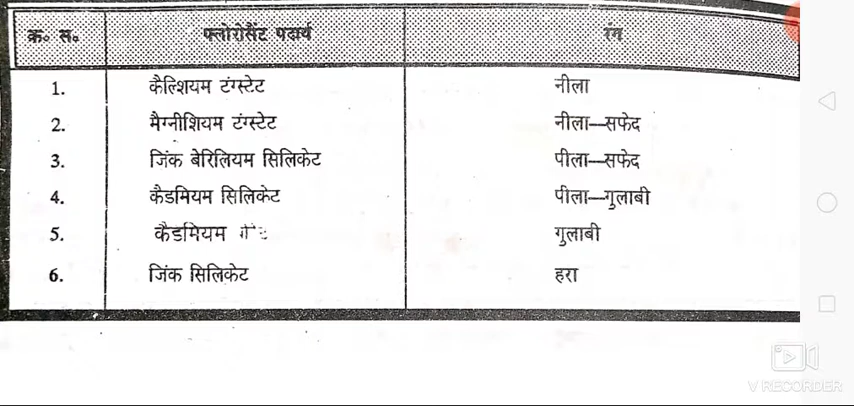 क्र० स० फ्लोरोसैंट पदार्थ रंग
1. कैल्शियम टंग्स्टेट नीला
2. मैग्नीशियम टंग्स्टेट नीला—सफेद
3. जिंक बेरिलियम सिलिकेट पीला—सफेद
4. कैडमियम सिलिकेट पीला—गुलाबी
5. कैडमियम गुलाबी
6. जिंक सिलिकेट हरा
V RECORDER